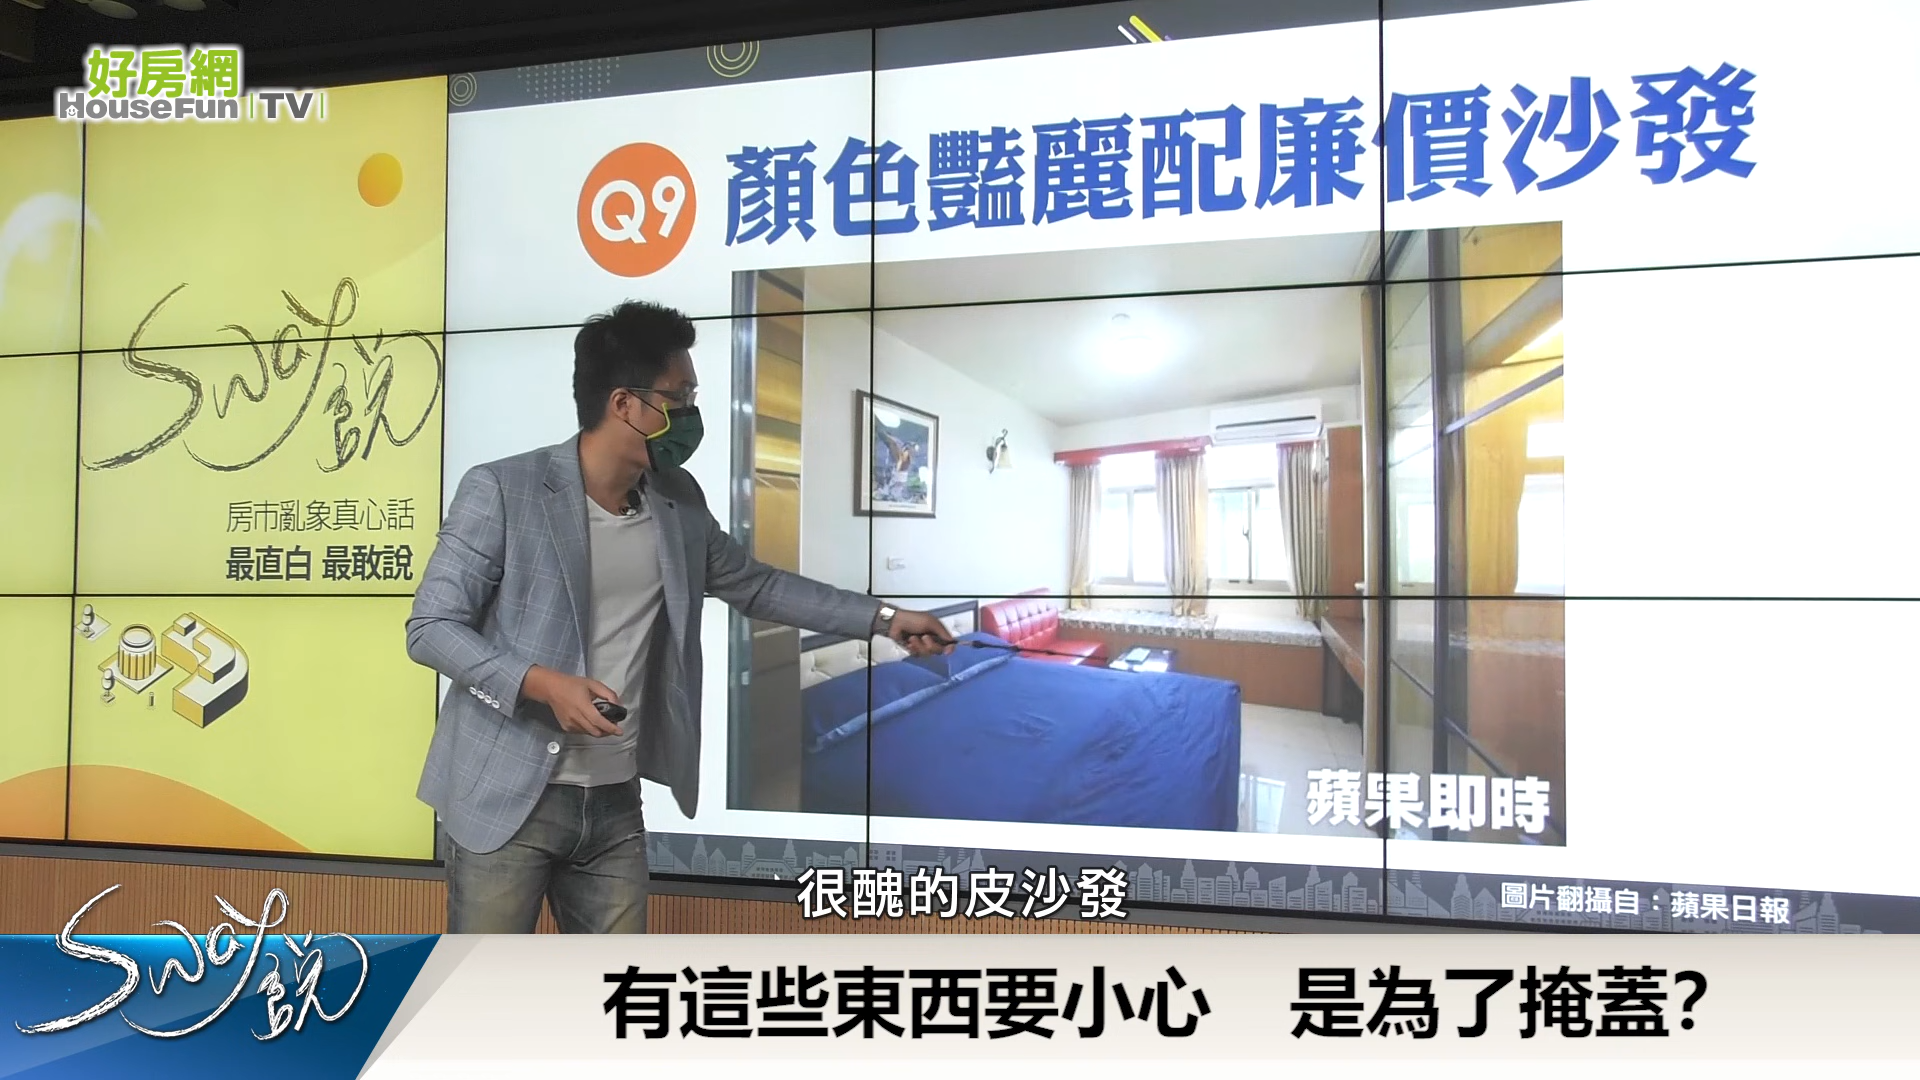 好房網
HouseFun TV
Q9 顏色豔麗配廉價沙發
Sway說
房市亂象真心話
最直白 最敢說
蘋果即時
圖片翻攝自：蘋果日報
很醜的皮沙發
Sway說
有這些東西要小心 是為了掩蓋?